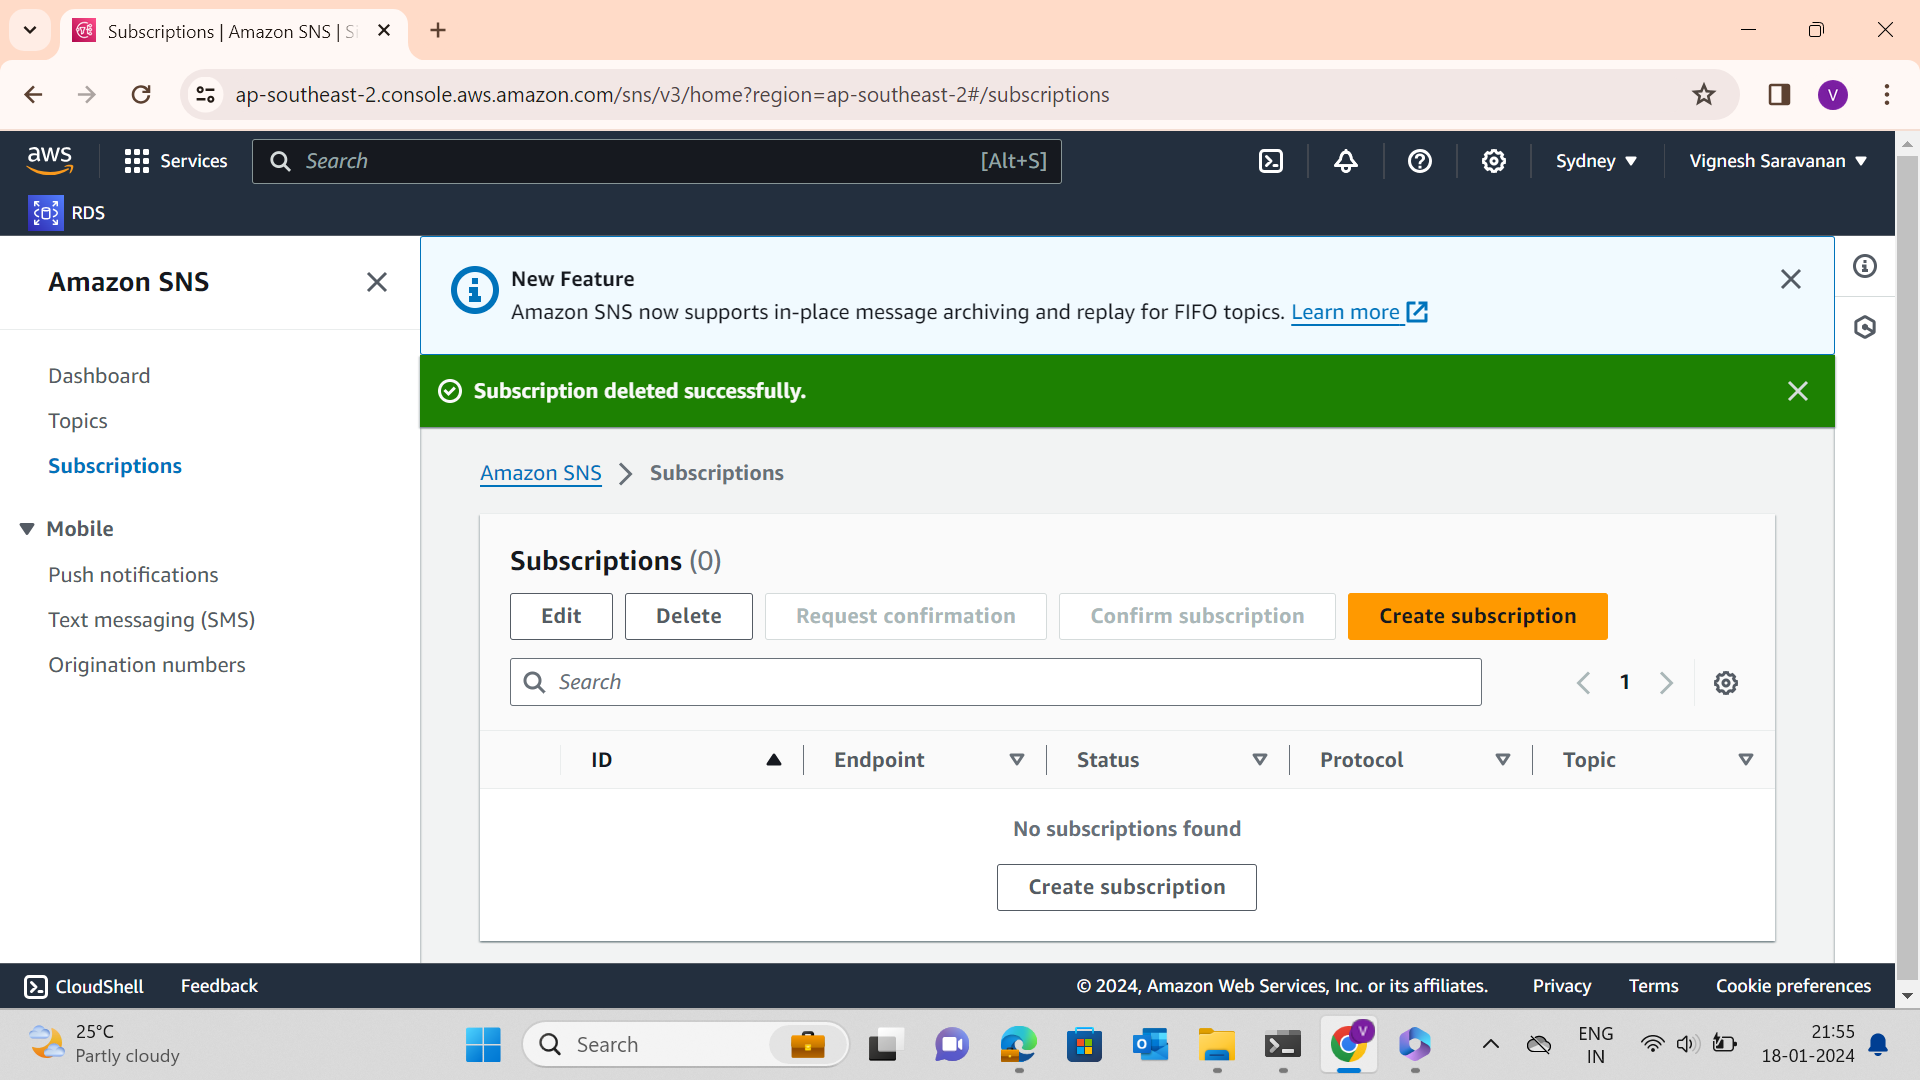 Subscriptions | Amazon SNS | Si
ap-southeast-2.console.aws.amazon.com/sns/v3/home?region=ap-southeast-2#/subscriptions
V
aws
Services
Search
[Alt+S]
Sydney
Vignesh Saravanan
RDS
Amazon SNS
Dashboard
Topics
Subscriptions
Mobile
Push notifications
Text messaging (SMS)
Origination numbers
New Feature
Amazon SNS now supports in-place message archiving and replay for FIFO topics. Learn more
Subscription deleted successfully.
Amazon SNS > Subscriptions
Subscriptions (0)
Edit
Delete
Request confirmation
Confirm subscription
Create subscription
Search
1
ID
Endpoint
Status
Protocol
Topic
No subscriptions found
Create subscription
CloudShell
Feedback
© 2024, Amazon Web Services, Inc. or its affiliates.
Privacy
Terms
Cookie preferences
25°C
Partly cloudy
Search
V
ENG
IN
21:55
18-01-2024